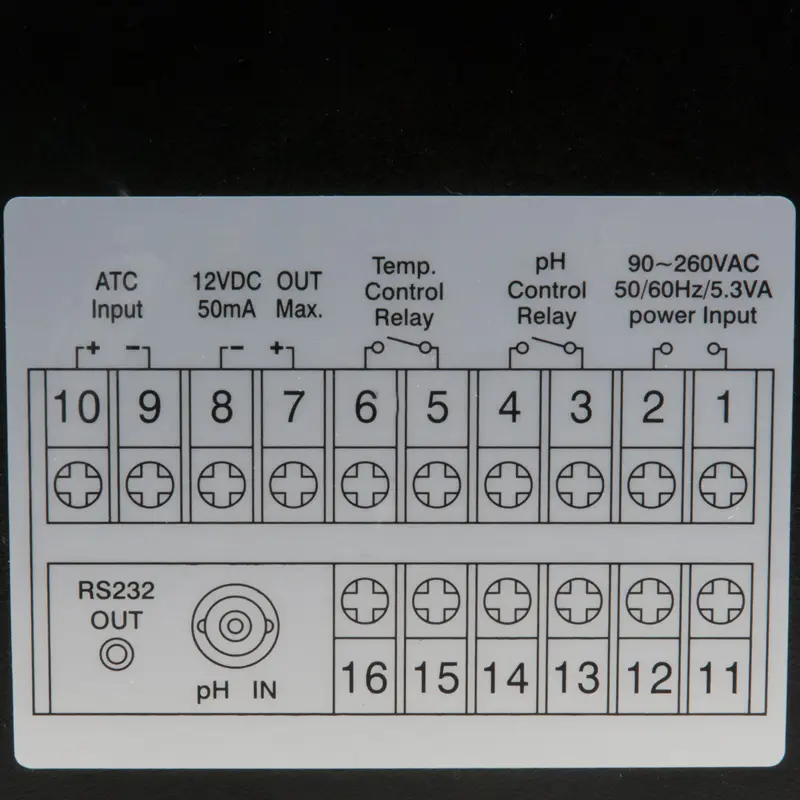 ATC
Input
12VDC OUT
50mA Max.
Temp.
Control
Relay
pH
Control
Relay
90~260VAC
50/60Hz/5.3VA
power Input
+ − − +
10 9 8 7 6 5 4 3 2 1
RS232
OUT
pH IN
16 15 14 13 12 11